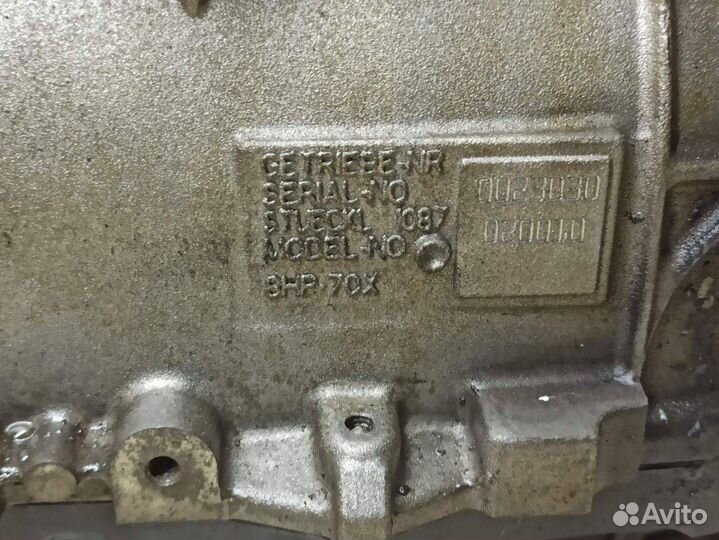 GETRIEBE-NR
SERIAL-NO
STUECKL 1087
MODEL-NO
8HP-70X
0023030
020010
Avito